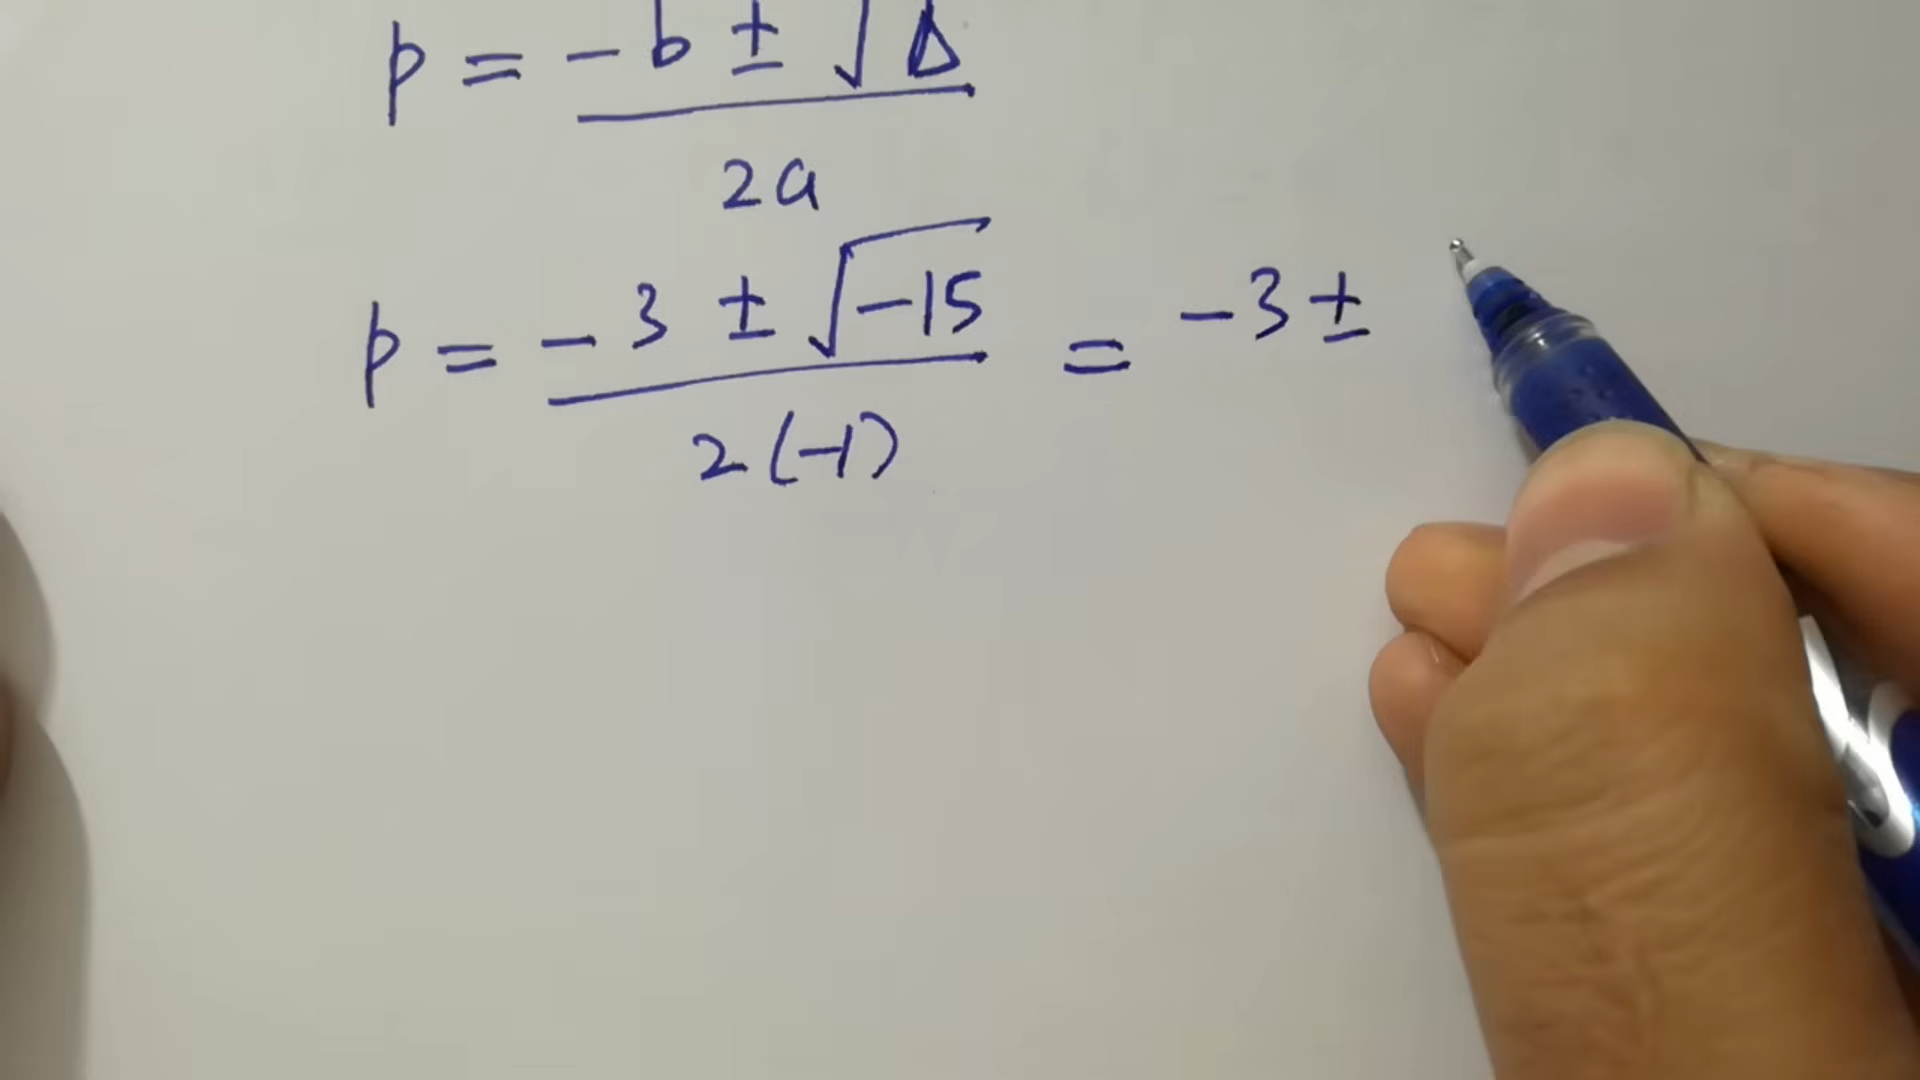 p = -b ± √Δ / 2a
p = -3 ± √-15 / 2(-1) = -3 ±